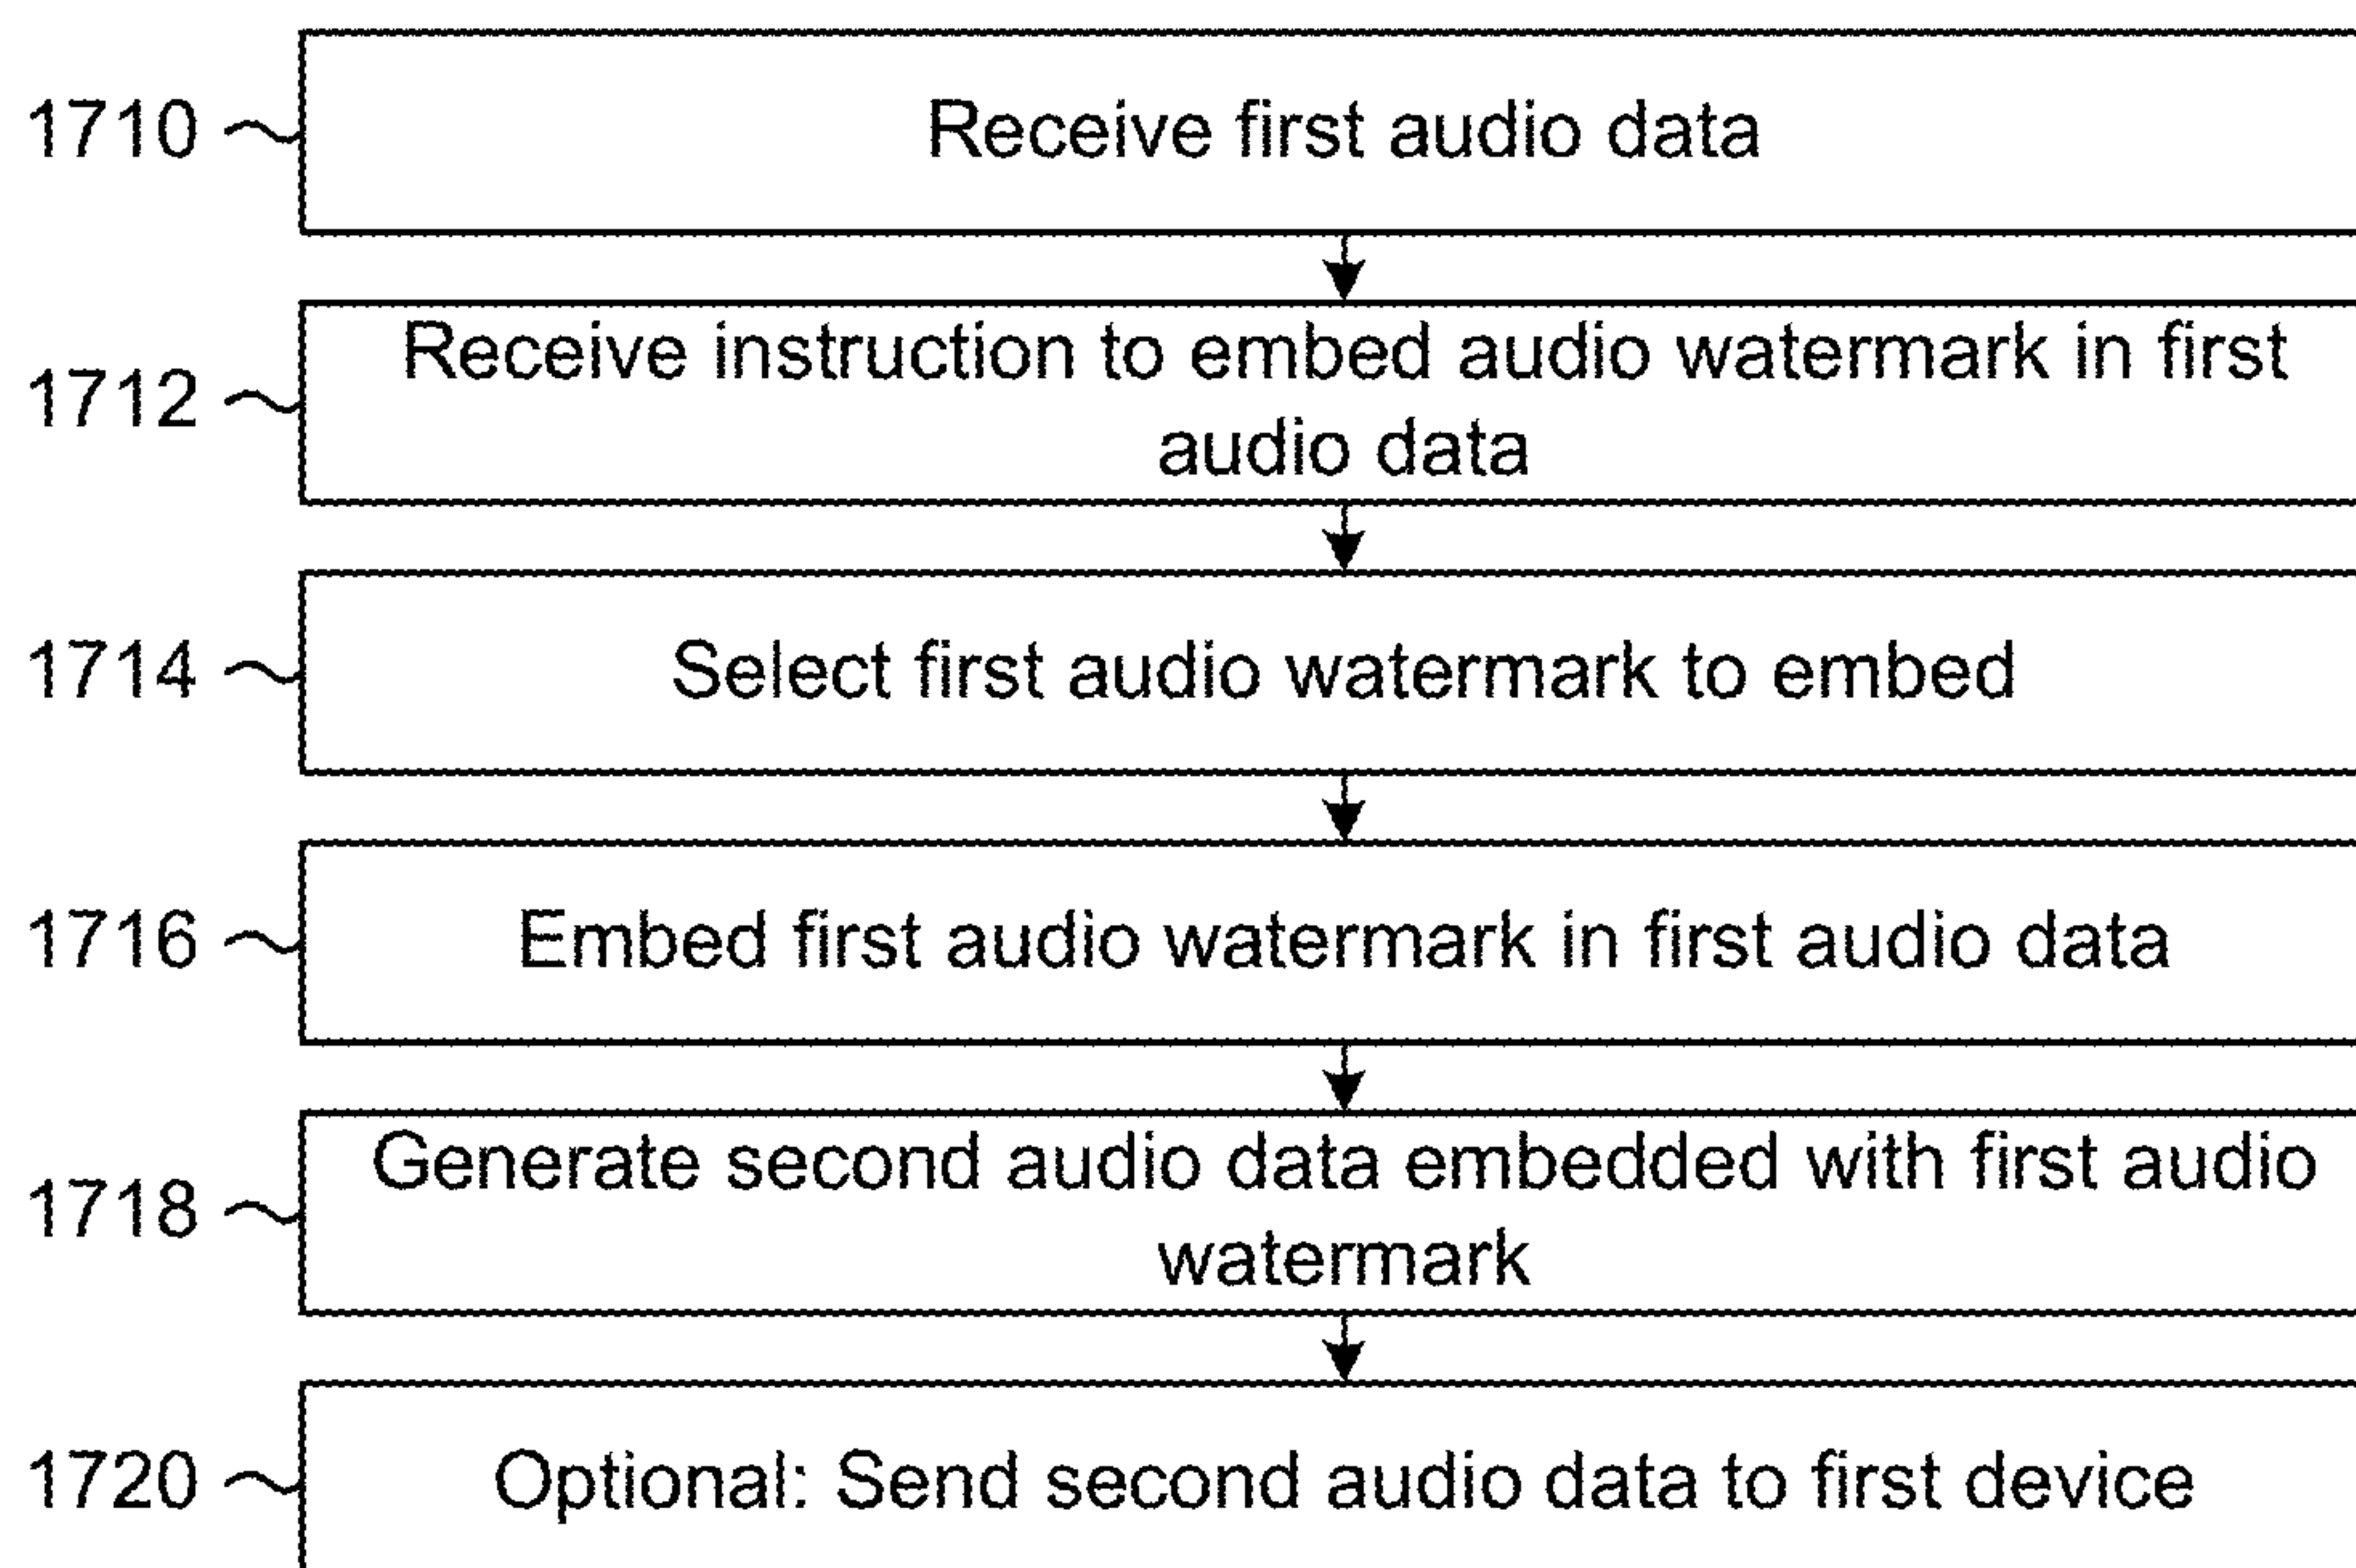 1710
Receive first audio data
1712
Receive instruction to embed audio watermark in first
audio data
1714
Select first audio watermark to embed
1716
Embed first audio watermark in first audio data
1718
Generate second audio data embedded with first audio
watermark
1720
Optional: Send second audio data to first device